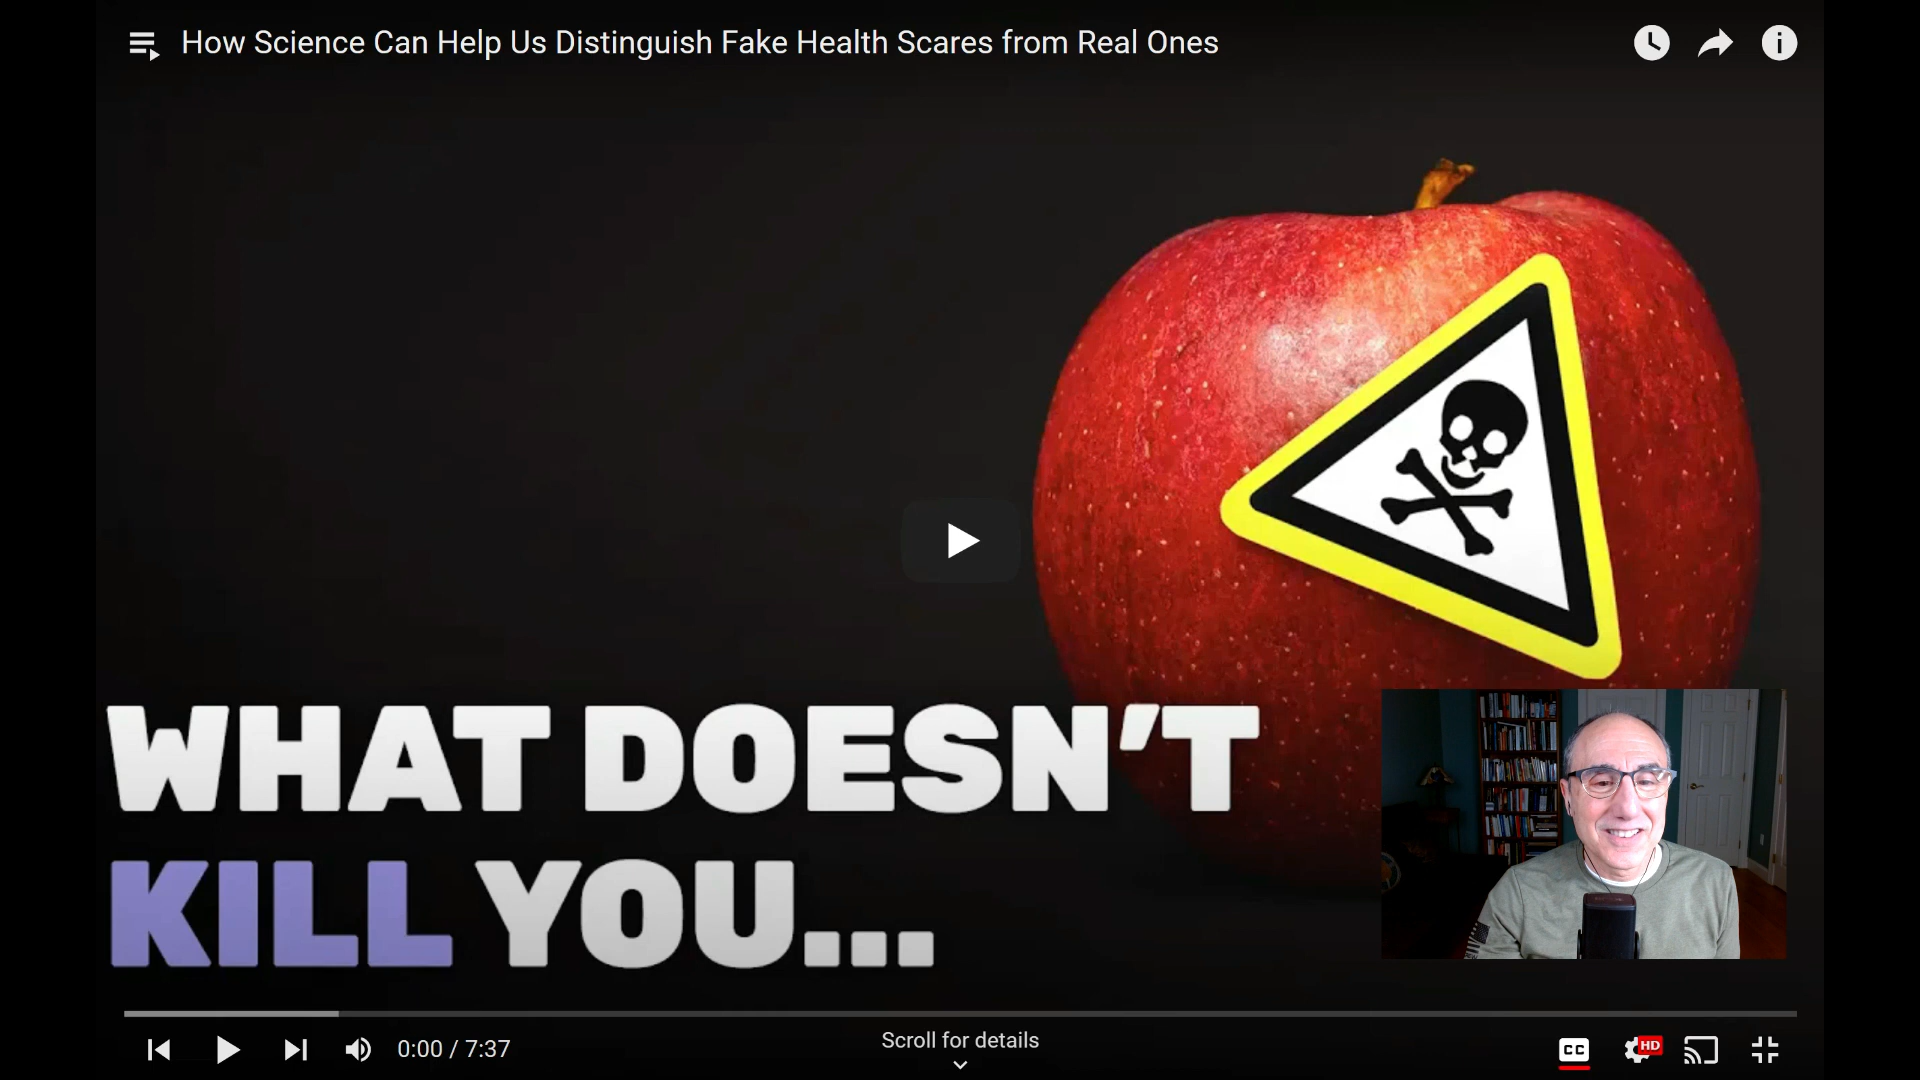 How Science Can Help Us Distinguish Fake Health Scares from Real Ones
WHAT DOESN'T
KILL YOU...
0:00 / 7:37
Scroll for details
CC
HD